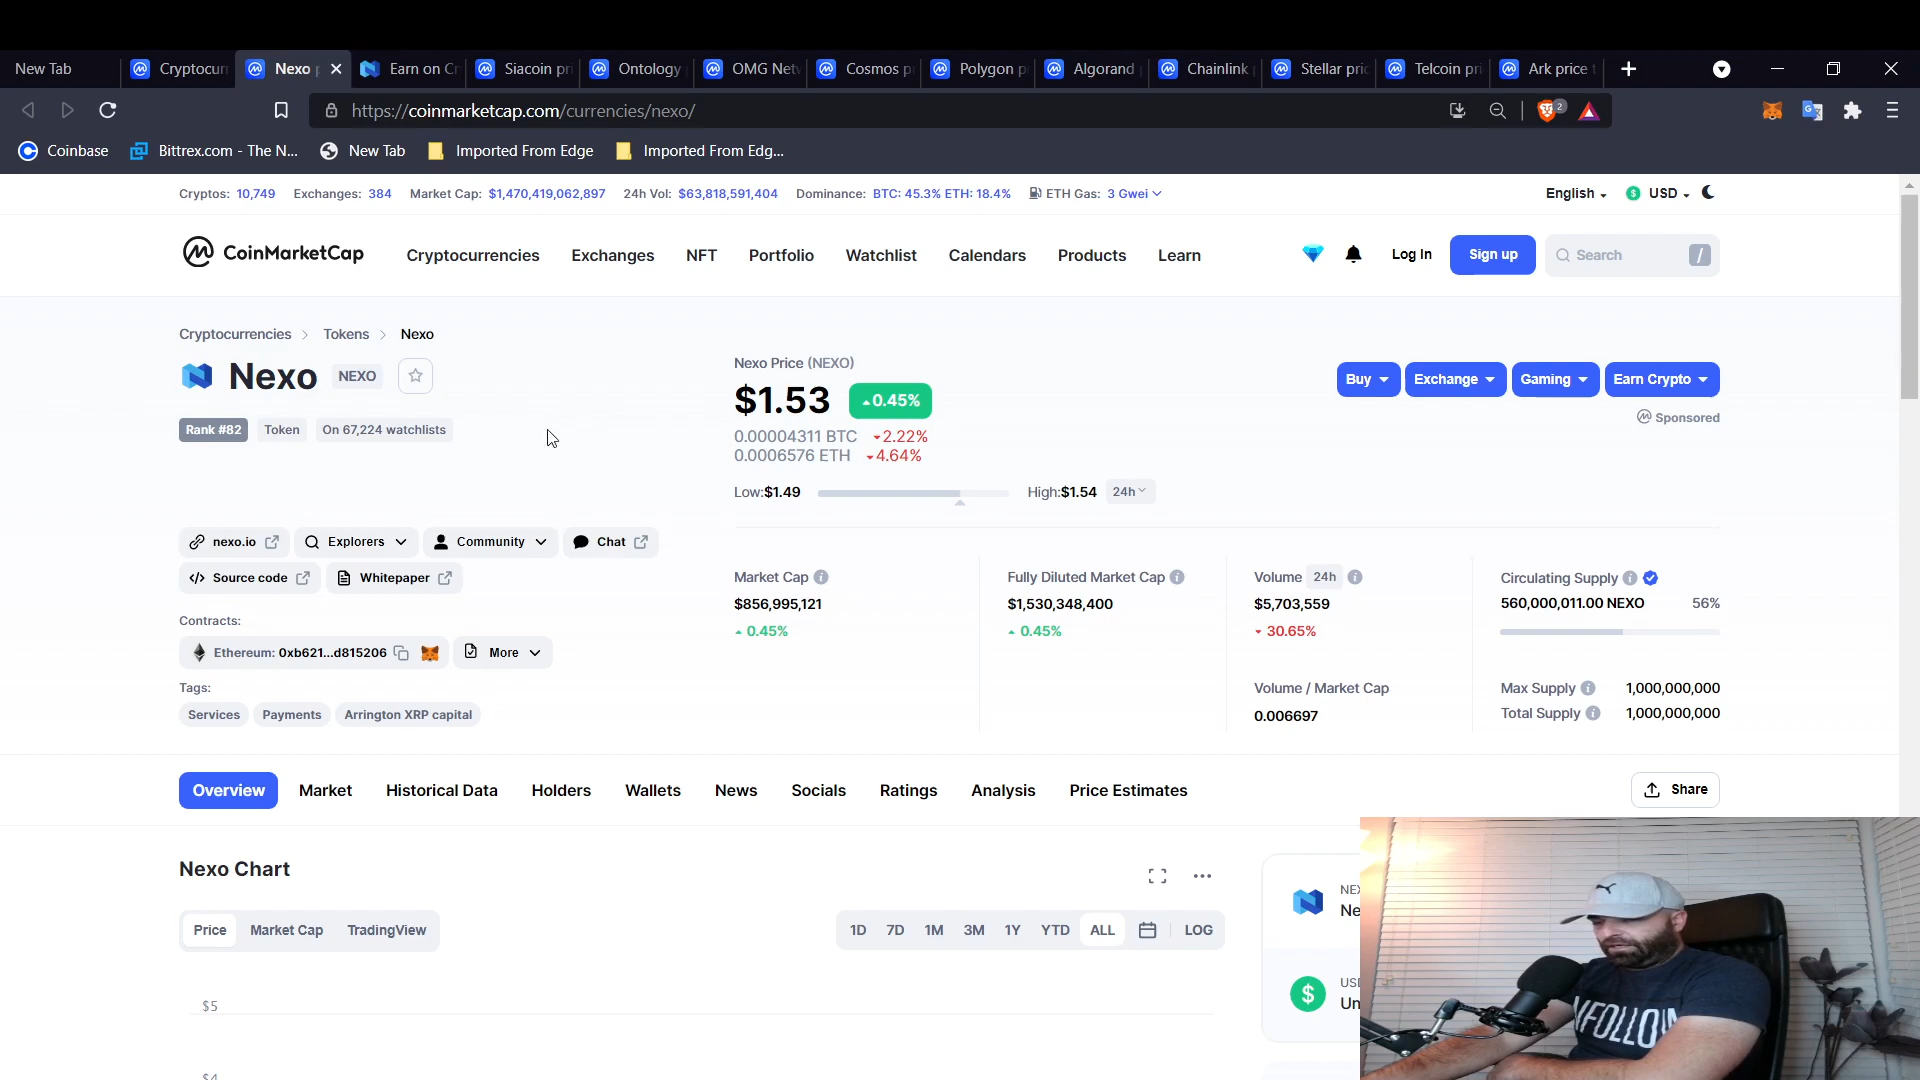 New Tab
Cryptocurr
Nexo p
Earn on Cr
Siacoin pri
Ontology
OMG Netw
Cosmos p
Polygon p
Algorand
Chainlink
Stellar pric
Telcoin pri
Ark price t
https://coinmarketcap.com/currencies/nexo/
2
Coinbase
Bittrex.com - The N...
New Tab
Imported From Edge
Imported From Edg...
Cryptos: 10,749 Exchanges: 384 Market Cap: $1,470,419,062,897 24h Vol: $63,818,591,404 Dominance: BTC: 45.3% ETH: 18.4% ETH Gas: 3 Gwei
English
USD
CoinMarketCap
Cryptocurrencies Exchanges NFT Portfolio Watchlist Calendars Products Learn
Log In
Sign up
Search /
Cryptocurrencies > Tokens > Nexo
Nexo NEXO
Rank #82 Token On 67,224 watchlists
nexo.io Explorers Community Chat
Source code Whitepaper
Contracts:
Ethereum: 0xb621...d815206
More
Tags:
Services Payments Arrington XRP capital
Nexo Price (NEXO)
$1.53 0.45%
0.00004311 BTC 2.22%
0.0006576 ETH 4.64%
Low:$1.49 High:$1.54 24h
Buy Exchange Gaming Earn Crypto
Sponsored
Market Cap
$856,995,121
0.45%
Fully Diluted Market Cap
$1,530,348,400
0.45%
Volume 24h
$5,703,559
30.65%
Volume / Market Cap
0.006697
Circulating Supply
560,000,011.00 NEXO 56%
Max Supply 1,000,000,000
Total Supply 1,000,000,000
Overview Market Historical Data Holders Wallets News Socials Ratings Analysis Price Estimates
Share
Nexo Chart
Price Market Cap TradingView
1D 7D 1M 3M 1Y YTD ALL LOG
$5
$4
NEX
Ne
USD
Un
NFOLLOW